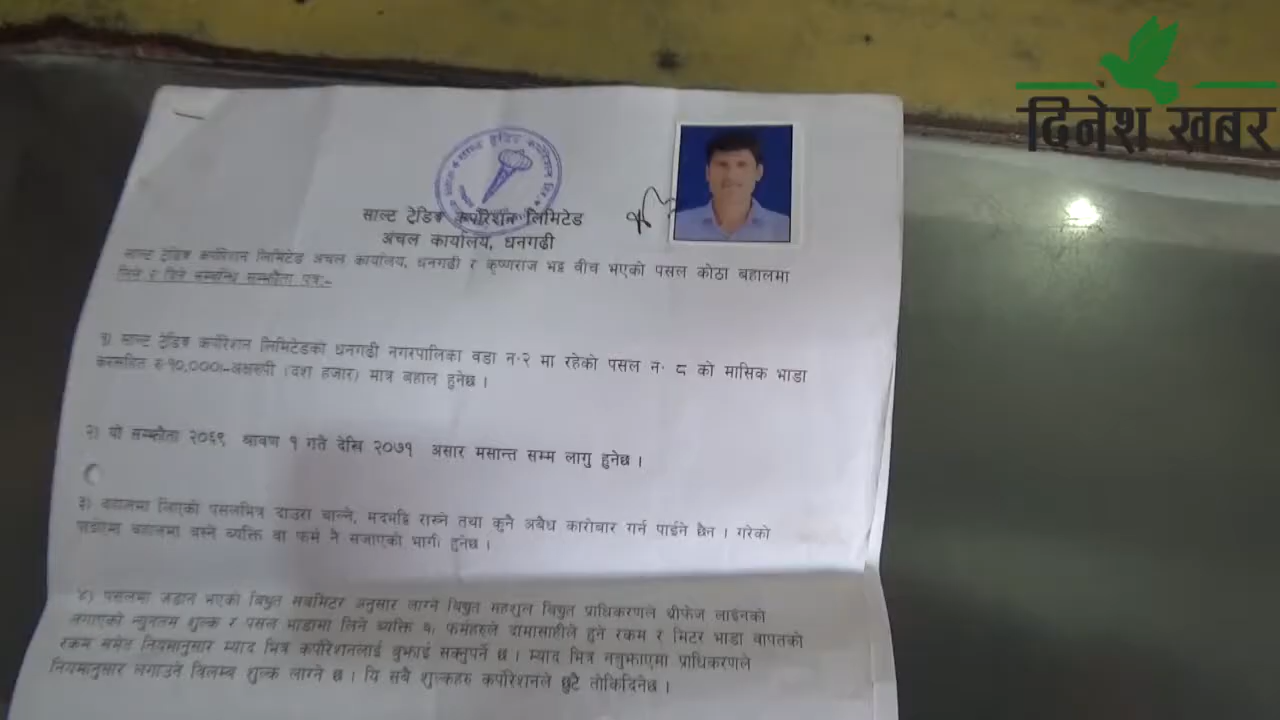 दिनेश खबर
साल्ट ट्रेडिङ कर्पोरेशन लिमिटेड
अंचल कार्यालय, धनगढी
साल्ट ट्रेडिङ कर्पोरेशन लिमिटेड अंचल कार्यालय, धनगढी र कृष्णराज भट्ट वीच भएको पसल कोठा बहालमा
लिने र दिने सम्बन्धि सम्झौता पत्र:-
१) साल्ट ट्रेडिङ कर्पोरेशन लिमिटेडको धनगढी नगरपालिका वडा न.२ मा रहेको पसल न. ८ को मासिक भाडा
करसहित रु १०,०००।-अक्षरुपी (दश हजार) मात्र बहाल हुनेछ ।
२) यो सम्झौता २०६९ श्रावण १ गते देखि २०७१ असार मसान्त सम्म लागु हुनेछ ।
३) बहालमा लिएको पसलभित्र दाउरा बाल्ने, मदभट्टि राख्ने तथा कुनै अबैध कारोबार गर्न पाईने छैन । गरेको
पाईएमा बहालमा बस्ने ब्यक्ति वा फर्म नै सजाएको भागी हुनेछ ।
४) पसलमा जडान भएको बिधुत सबमिटर अनुसार लाग्ने बिधुत महशुल बिधुत प्राधिकरणले थ्रीफेज लाईनको
लगाएको न्युनतम शुल्क र पसल भाडामा लिने ब्यक्ति वा फर्महरुले दामासाहीले हुने रकम र मिटर भाडा वापतको
रकम समेत नियमानुसार म्याद भित्र कर्पोरेशनलाई बुझाई सक्नुपर्ने छ । म्याद भित्र नबुझाएमा प्राधिकरणले
नियमानुसार लगाउने बिलम्ब शुल्क लाग्ने छ । यि सबै शुल्कहरु कर्पोरेशनले छुट्टै तोकिदिनेछ ।